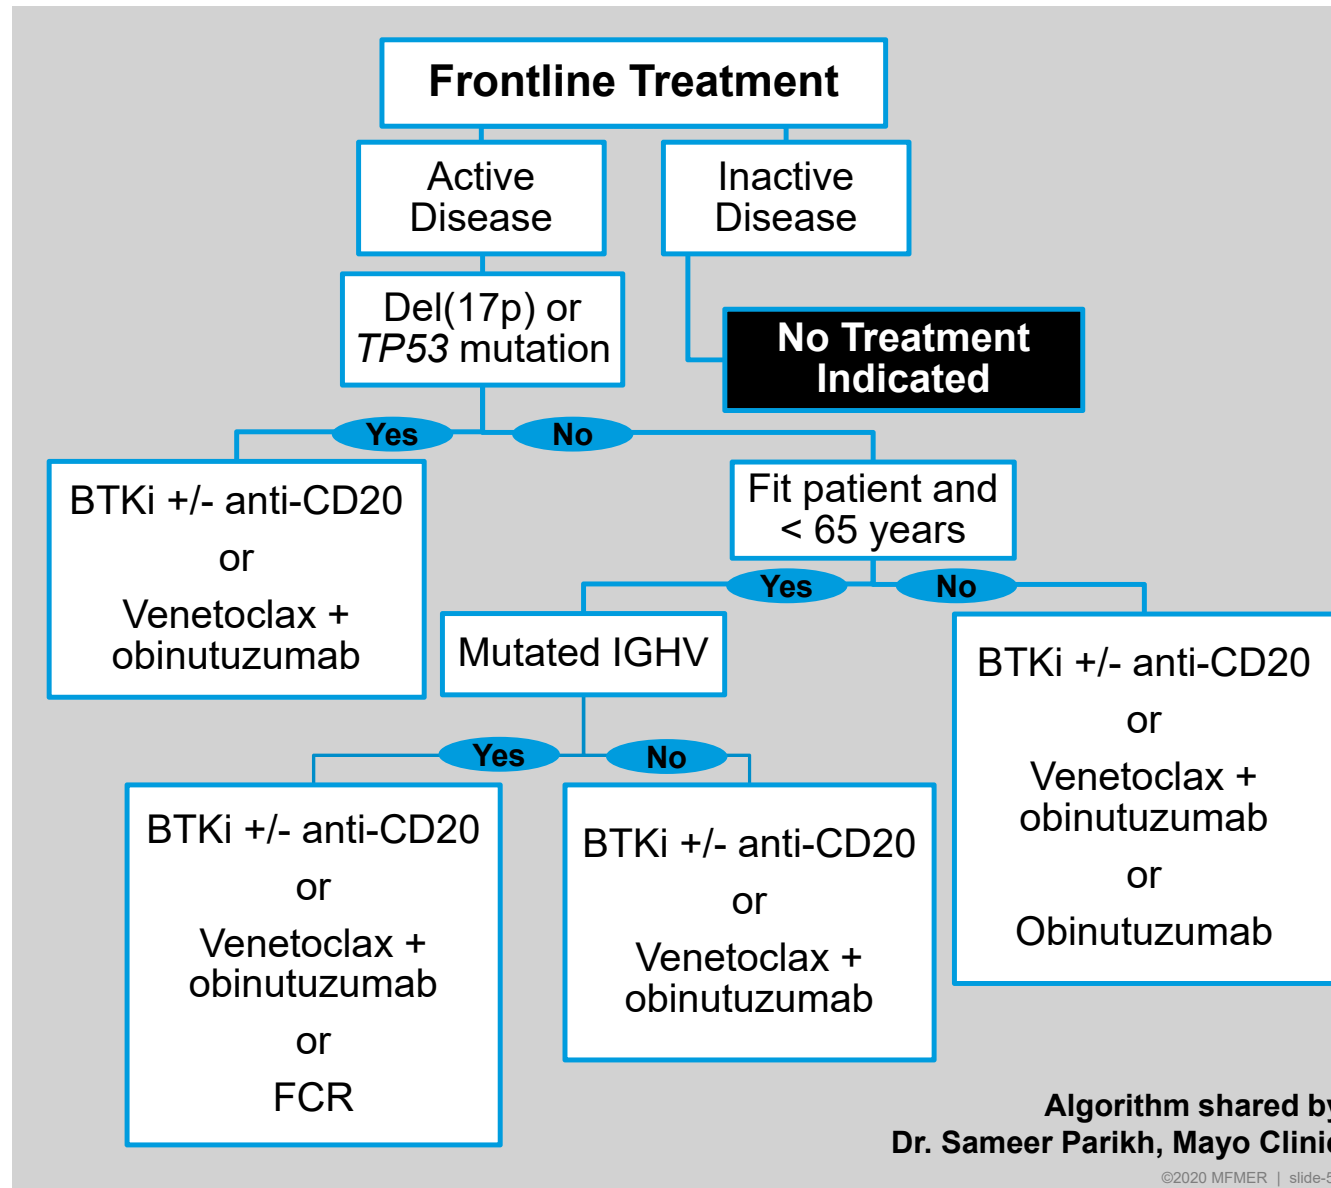 Frontline Treatment
Active
Disease
Inactive
Disease
Del(17p) or
TP53 mutation
No Treatment
Indicated
Yes
No
BTKi +/- anti-CD20
or
Venetoclax +
obinutuzumab
Fit patient and
< 65 years
Yes
No
Mutated IGHV
BTKi +/- anti-CD20
or
Venetoclax +
obinutuzumab
or
Obinutuzumab
Yes
No
BTKi +/- anti-CD20
or
Venetoclax +
obinutuzumab
or
FCR
BTKi +/- anti-CD20
or
Venetoclax +
obinutuzumab
Algorithm shared by
Dr. Sameer Parikh, Mayo Clinic
©2020 MFMER | slide-5